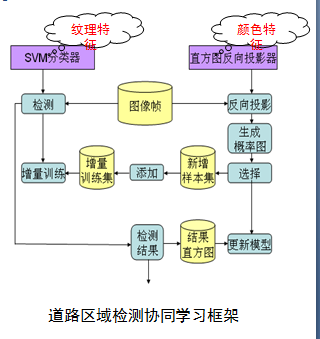 纹理特
征
颜色特
征
SVM分类器
直方图反向投影器
检测
图像帧
反向投影
生成
概率图
增量训练
增量
训练集
添加
新增
样本集
选择
检测
结果
结果
直方图
更新模型
道路区域检测协同学习框架